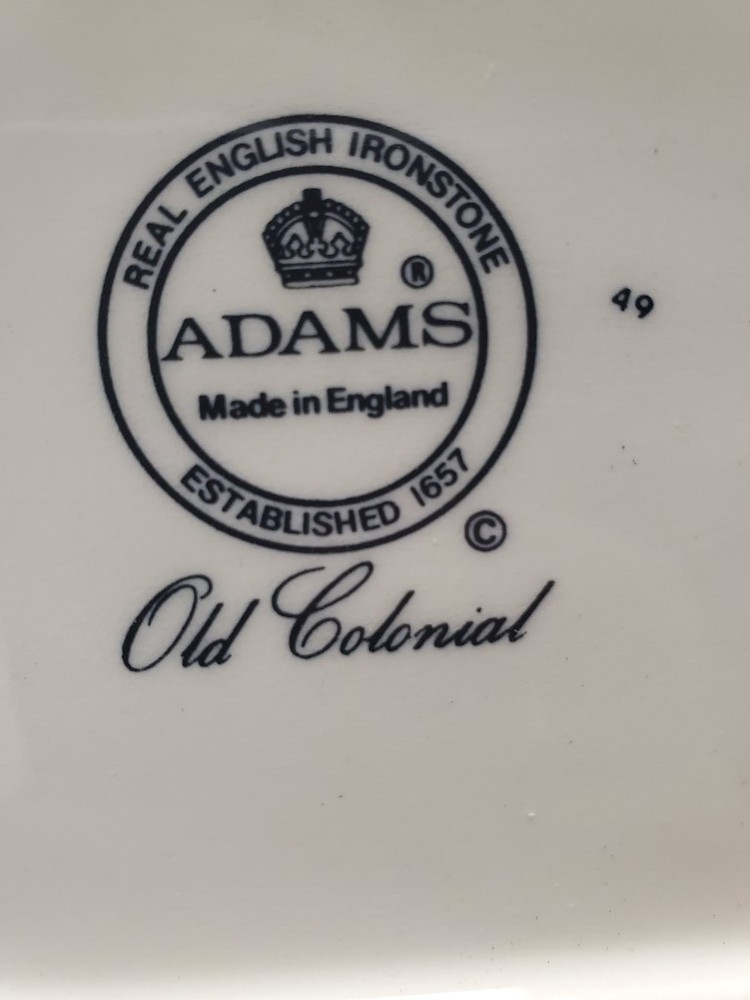 REAL ENGLISH IRONSTONE
®
ADAMS
Made in England
ESTABLISHED 1657
©
Old Colonial
49